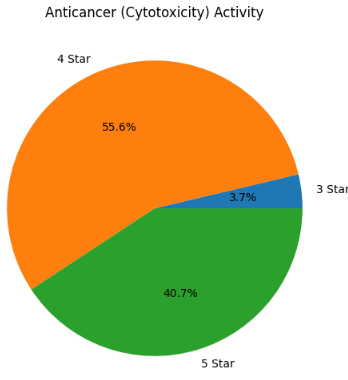 Anticancer (Cytotoxicity) Activity
4 Star
55.6%
3 Star
3.7%
40.7%
5 Star